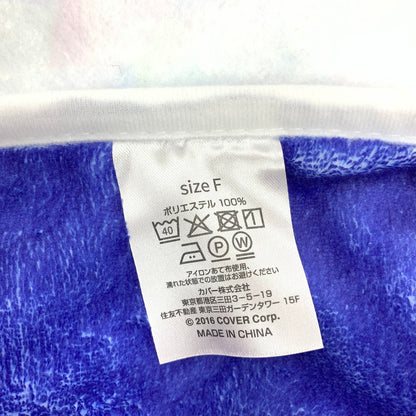 size F
ポリエステル 100%
40
P W
アイロンあて布使用。
濡れた状態での放置はお避けください
カバー株式会社
東京都港区三田3-5-19
住友不動産 東京三田ガーデンタワー 15F
© 2016 COVER Corp.
MADE IN CHINA